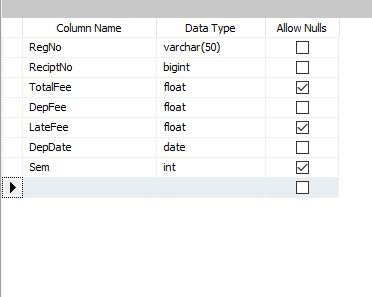 Column Name Data Type Allow Nulls
RegNo varchar(50)
ReciptNo bigint
TotalFee float
DepFee float
LateFee float
DepDate date
Sem int